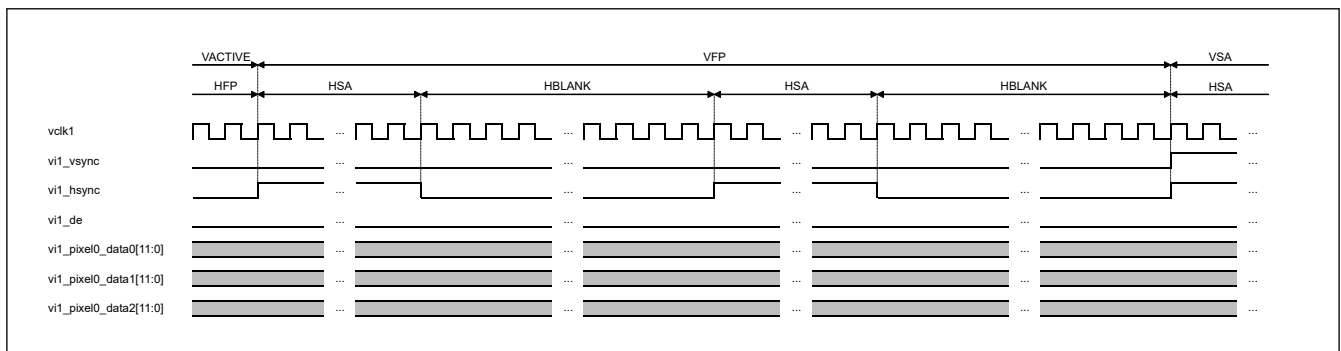 VACTIVE VFP VSA
HFP HSA HBLANK HSA HBLANK HSA
vclk1 ... ... ... ... ...
vi1_vsync ... ... ... ... ...
vi1_hsync ... ... ... ... ...
vi1_de ... ... ... ... ...
vi1_pixel0_data0[11:0] ... ... ... ... ...
vi1_pixel0_data1[11:0] ... ... ... ... ...
vi1_pixel0_data2[11:0] ... ... ... ... ...